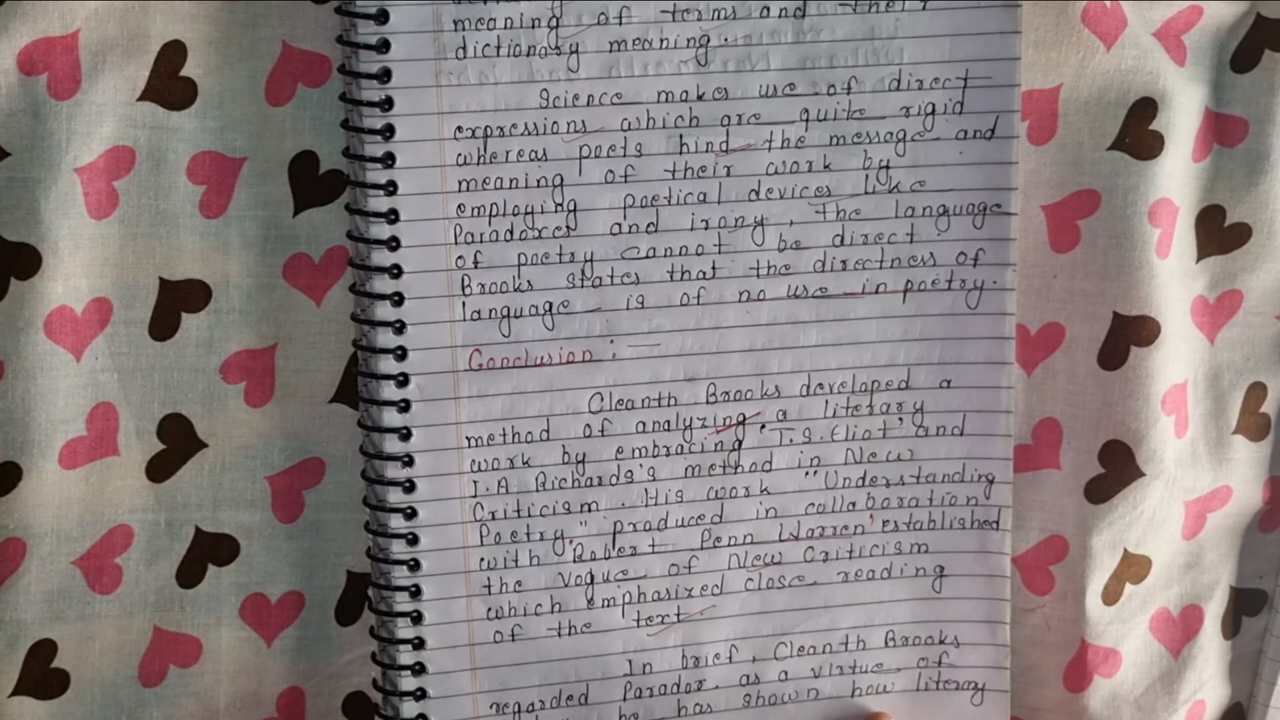 meaning of terms and their
dictionary meaning.
Science makes use of direct
expressions which are quite rigid
whereas poets hind the message and
meaning of their work by
employing poetical devices like
Paradoxes and irony, the language
of poetry cannot be direct.
Brooks states that the directness of
language is of no use in poetry.
Conclusion : —
Cleanth Brooks developed a
method of analyzing a literary
work by embracing 'T.S. Eliot' and
I.A Richards's method in New
Criticism. His work "Understanding
Poetry," produced in collaboration
with 'Robert Penn Warren' established
the vogue of New Criticism
which emphasized close reading
of the text.
In brief, Cleanth Brooks
regarded Paradox as a virtue of
he has shown how literary